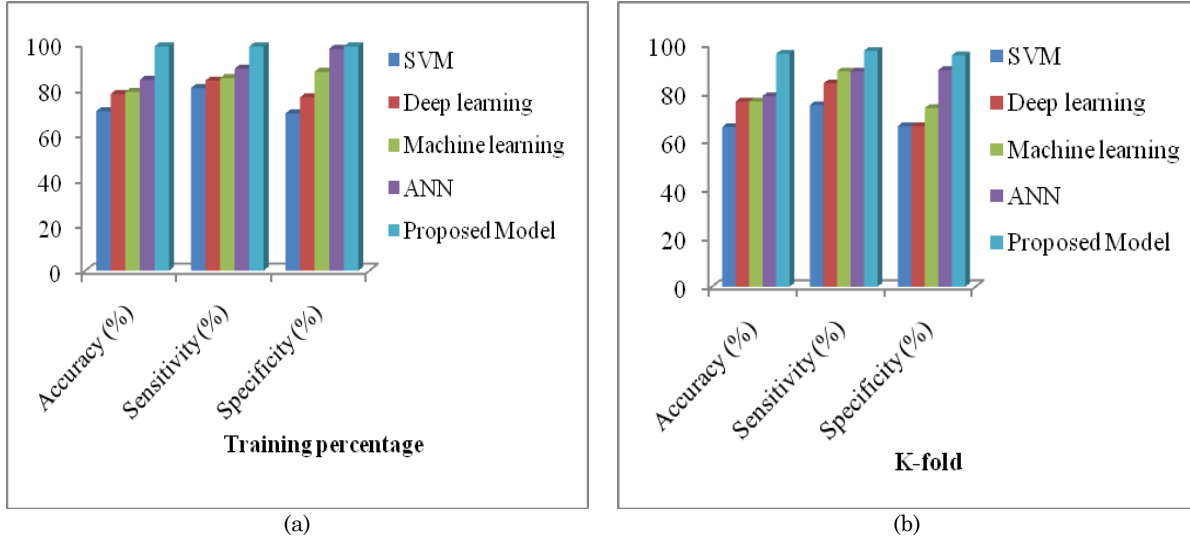 100
80
60
40
20
0
Accuracy (%)
Sensitivity (%)
Specificity (%)
SVM
Deep learning
Machine learning
ANN
Proposed Model
Training percentage
(a)
100
80
60
40
20
0
Accuracy (%)
Sensitivity (%)
Specificity (%)
SVM
Deep learning
Machine learning
ANN
Proposed Model
K-fold
(b)